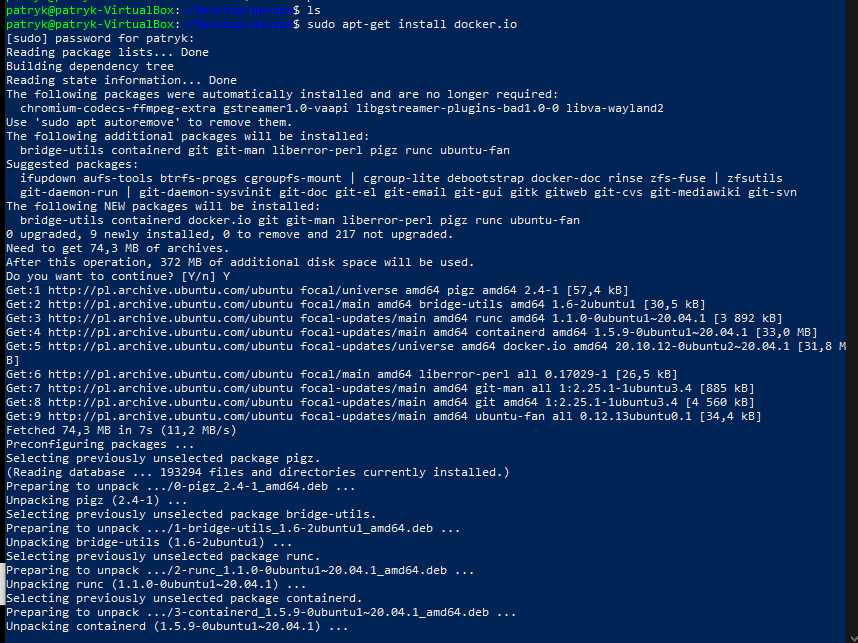 patryk@patryk-VirtualBox:~/Desktop/devops$ ls
patryk@patryk-VirtualBox:~/Desktop/devops$ sudo apt-get install docker.io
[sudo] password for patryk:
Reading package lists... Done
Building dependency tree
Reading state information... Done
The following packages were automatically installed and are no longer required:
  chromium-codecs-ffmpeg-extra gstreamer1.0-vaapi libgstreamer-plugins-bad1.0-0 libva-wayland2
Use 'sudo apt autoremove' to remove them.
The following additional packages will be installed:
  bridge-utils containerd git git-man liberror-perl pigz runc ubuntu-fan
Suggested packages:
  ifupdown aufs-tools btrfs-progs cgroupfs-mount | cgroup-lite debootstrap docker-doc rinse zfs-fuse | zfsutils
  git-daemon-run | git-daemon-sysvinit git-doc git-el git-email git-gui gitk gitweb git-cvs git-mediawiki git-svn
The following NEW packages will be installed:
  bridge-utils containerd docker.io git git-man liberror-perl pigz runc ubuntu-fan
0 upgraded, 9 newly installed, 0 to remove and 217 not upgraded.
Need to get 74,3 MB of archives.
After this operation, 372 MB of additional disk space will be used.
Do you want to continue? [Y/n] Y
Get:1 http://pl.archive.ubuntu.com/ubuntu focal/universe amd64 pigz amd64 2.4-1 [57,4 kB]
Get:2 http://pl.archive.ubuntu.com/ubuntu focal/main amd64 bridge-utils amd64 1.6-2ubuntu1 [30,5 kB]
Get:3 http://pl.archive.ubuntu.com/ubuntu focal-updates/main amd64 runc amd64 1.1.0-0ubuntu1~20.04.1 [3 892 kB]
Get:4 http://pl.archive.ubuntu.com/ubuntu focal-updates/main amd64 containerd amd64 1.5.9-0ubuntu1~20.04.1 [33,0 MB]
Get:5 http://pl.archive.ubuntu.com/ubuntu focal-updates/universe amd64 docker.io amd64 20.10.12-0ubuntu2~20.04.1 [31,8 M
B]
Get:6 http://pl.archive.ubuntu.com/ubuntu focal/main amd64 liberror-perl all 0.17029-1 [26,5 kB]
Get:7 http://pl.archive.ubuntu.com/ubuntu focal-updates/main amd64 git-man all 1:2.25.1-1ubuntu3.4 [885 kB]
Get:8 http://pl.archive.ubuntu.com/ubuntu focal-updates/main amd64 git amd64 1:2.25.1-1ubuntu3.4 [4 560 kB]
Get:9 http://pl.archive.ubuntu.com/ubuntu focal-updates/main amd64 ubuntu-fan all 0.12.13ubuntu0.1 [34,4 kB]
Fetched 74,3 MB in 7s (11,2 MB/s)
Preconfiguring packages ...
Selecting previously unselected package pigz.
(Reading database ... 193294 files and directories currently installed.)
Preparing to unpack .../0-pigz_2.4-1_amd64.deb ...
Unpacking pigz (2.4-1) ...
Selecting previously unselected package bridge-utils.
Preparing to unpack .../1-bridge-utils_1.6-2ubuntu1_amd64.deb ...
Unpacking bridge-utils (1.6-2ubuntu1) ...
Selecting previously unselected package runc.
Preparing to unpack .../2-runc_1.1.0-0ubuntu1~20.04.1_amd64.deb ...
Unpacking runc (1.1.0-0ubuntu1~20.04.1) ...
Selecting previously unselected package containerd.
Preparing to unpack .../3-containerd_1.5.9-0ubuntu1~20.04.1_amd64.deb ...
Unpacking containerd (1.5.9-0ubuntu1~20.04.1) ...